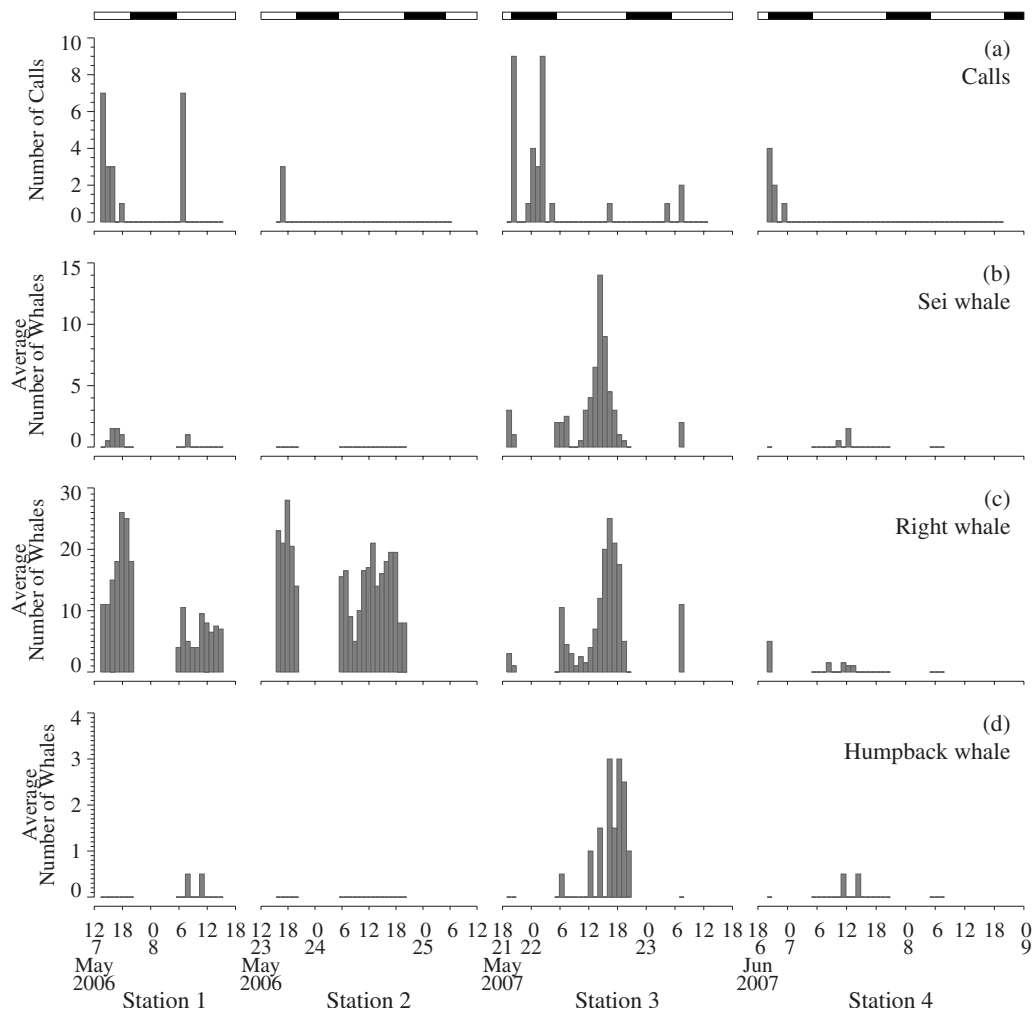 (a)
Calls
Number of Calls
10
8
6
4
2
0
(b)
Sei whale
Average
Number of Whales
15
10
5
0
(c)
Right whale
Average
Number of Whales
30
20
10
0
(d)
Humpback whale
Average
Number of Whales
4
3
2
1
0
12 18 0 6 12 18 12 18 0 6 12 18 0 6 12 18 0 6 12 18 0 6 12 18 18 0 6 12 18 0 6 12 18 0
7 8 23 24 25 21 22 23 6 7 8 9
May May May Jun
2006 2006 2007 2007
Station 1 Station 2 Station 3 Station 4